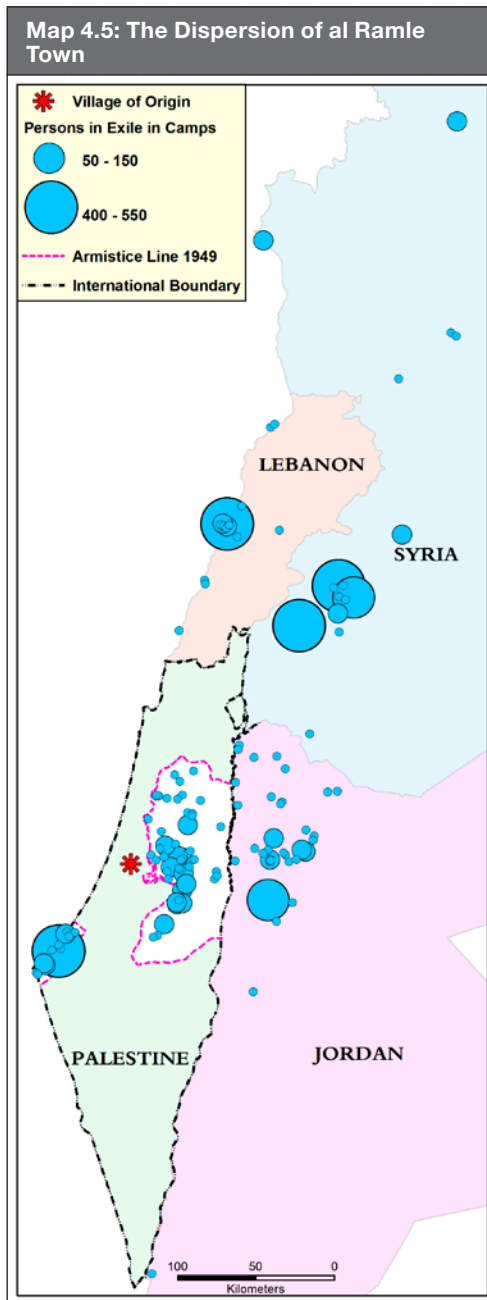 Map 4.5: The Dispersion of al Ramle
Town
Village of Origin
Persons in Exile in Camps
50 - 150
400 - 550
Armistice Line 1949
International Boundary
LEBANON
SYRIA
PALESTINE
JORDAN
100 50 0
Kilometers